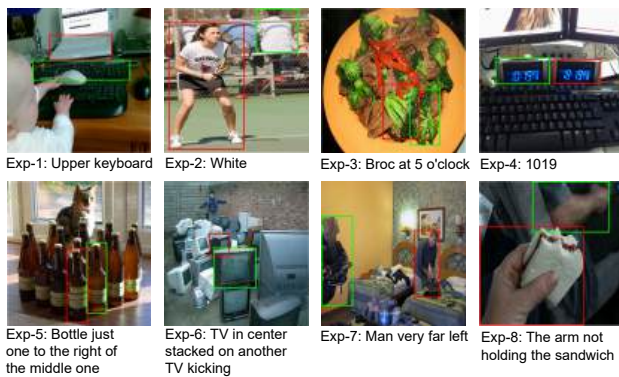 Exp-1: Upper keyboard
Exp-2: White
Exp-3: Broc at 5 o'clock
Exp-4: 1019
Exp-5: Bottle just
one to the right of
the middle one
Exp-6: TV in center
stacked on another
TV kicking
Exp-7: Man very far left
Exp-8: The arm not
holding the sandwich